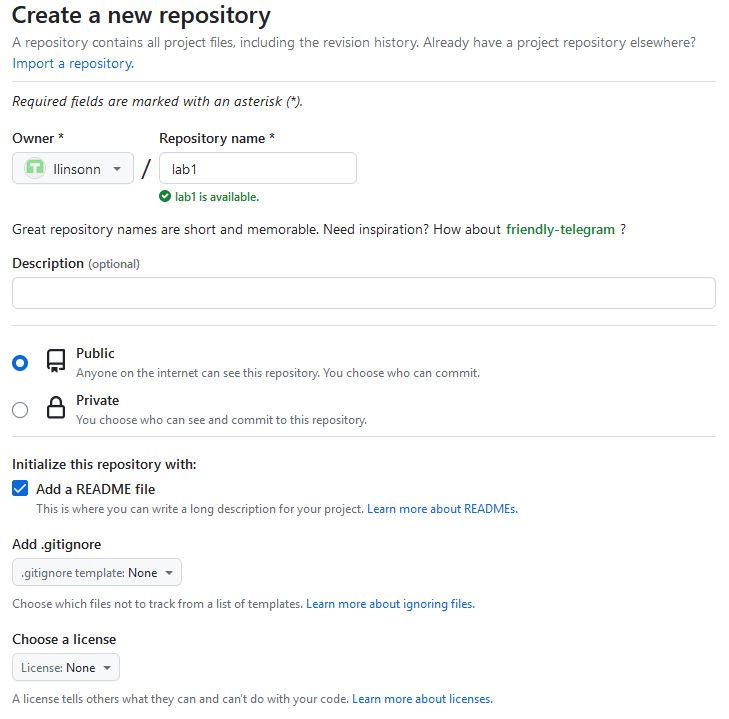 Create a new repository
A repository contains all project files, including the revision history. Already have a project repository elsewhere?
Import a repository.
Required fields are marked with an asterisk (*).
Owner * Repository name *
Ilinsonn / lab1
lab1 is available.
Great repository names are short and memorable. Need inspiration? How about friendly-telegram ?
Description (optional)
Public
Anyone on the internet can see this repository. You choose who can commit.
Private
You choose who can see and commit to this repository.
Initialize this repository with:
Add a README file
This is where you can write a long description for your project. Learn more about READMEs.
Add .gitignore
.gitignore template: None
Choose which files not to track from a list of templates. Learn more about ignoring files.
Choose a license
License: None
A license tells others what they can and can't do with your code. Learn more about licenses.